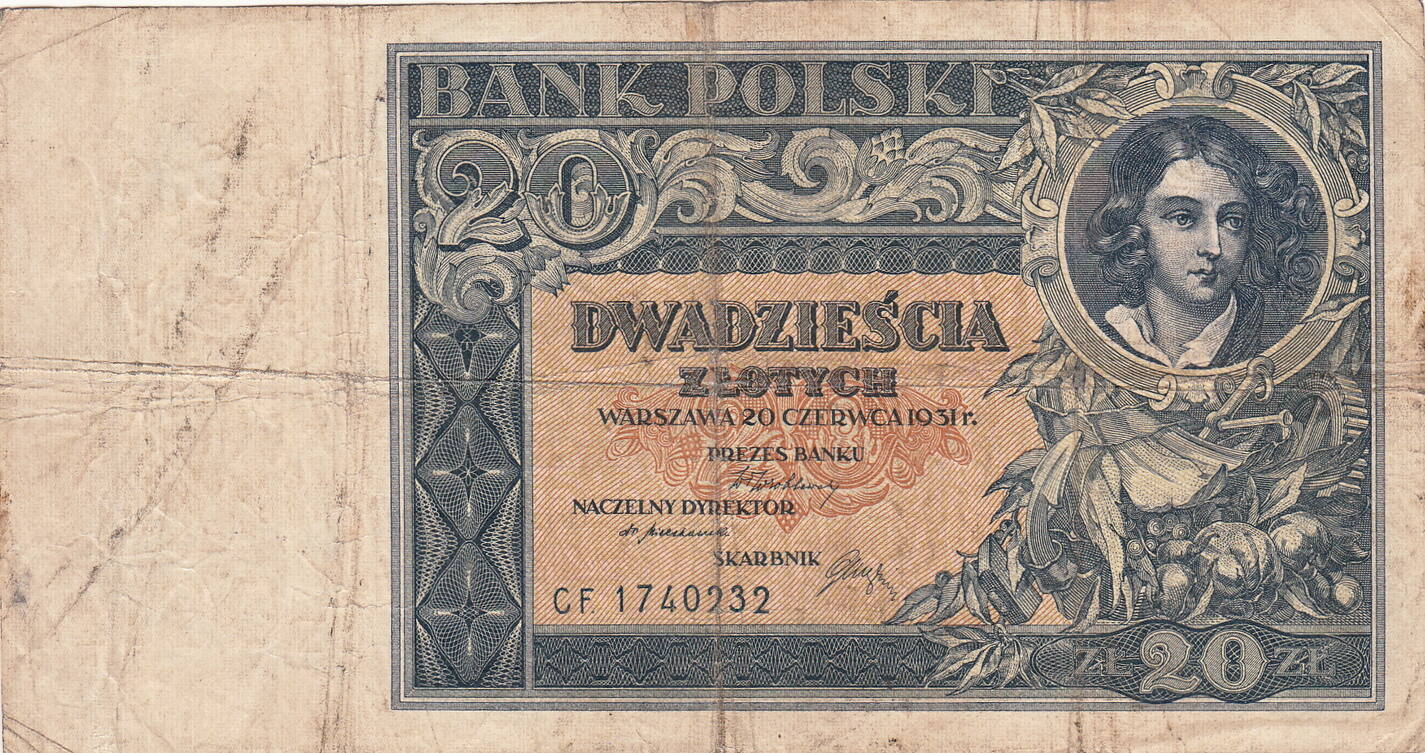 BANK POLSKI
20
DWADZIEŚCIA
ZŁOTYCH
WARSZAWA 20 CZERWCA 1931 r.
PREZES BANKU
NACZELNY DYREKTOR
SKARBNIK
CF. 1740232
ZŁ 20 ZŁ